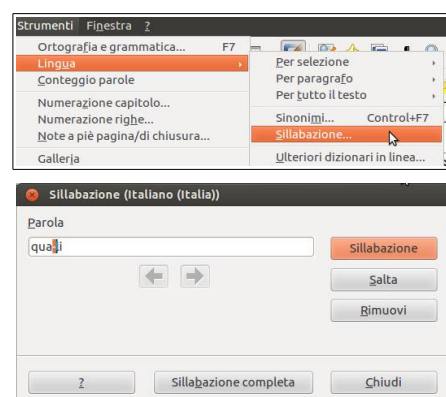 Strumenti Finestra ?
Ortografia e grammatica... F7
Lingua
Conteggio parole
Numerazione capitolo...
Numerazione righe...
Note a piè pagina/di chiusura...
Galleria
Per selezione
Per paragrafo
Per tutto il testo
Sinonimi... Control+F7
Sillabazione...
Ulteriori dizionari in linea...
Sillabazione (Italiano (Italia))
Parola
Sillabazione
Salta
Rimuovi
? Sillabazione completa Chiudi